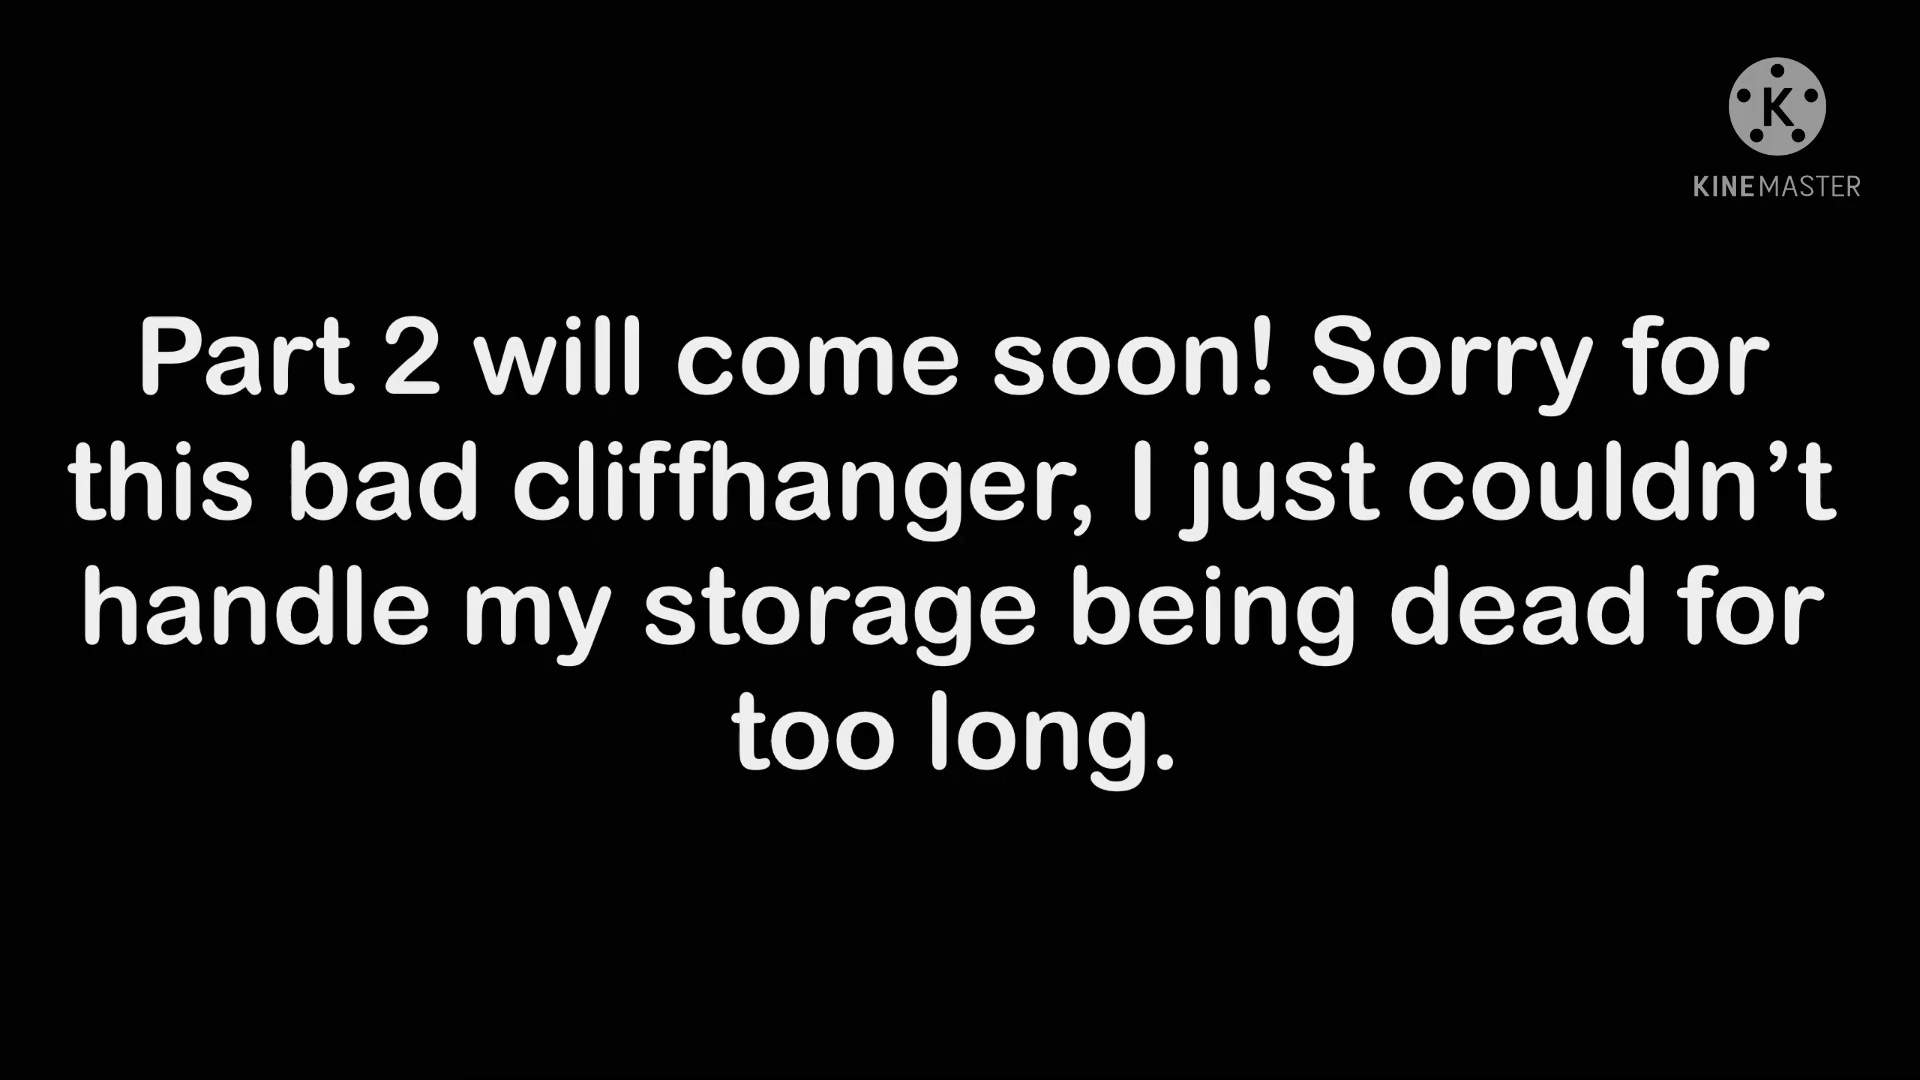 K
KINEMASTER
Part 2 will come soon! Sorry for
this bad cliffhanger, I just couldn’t
handle my storage being dead for
too long.